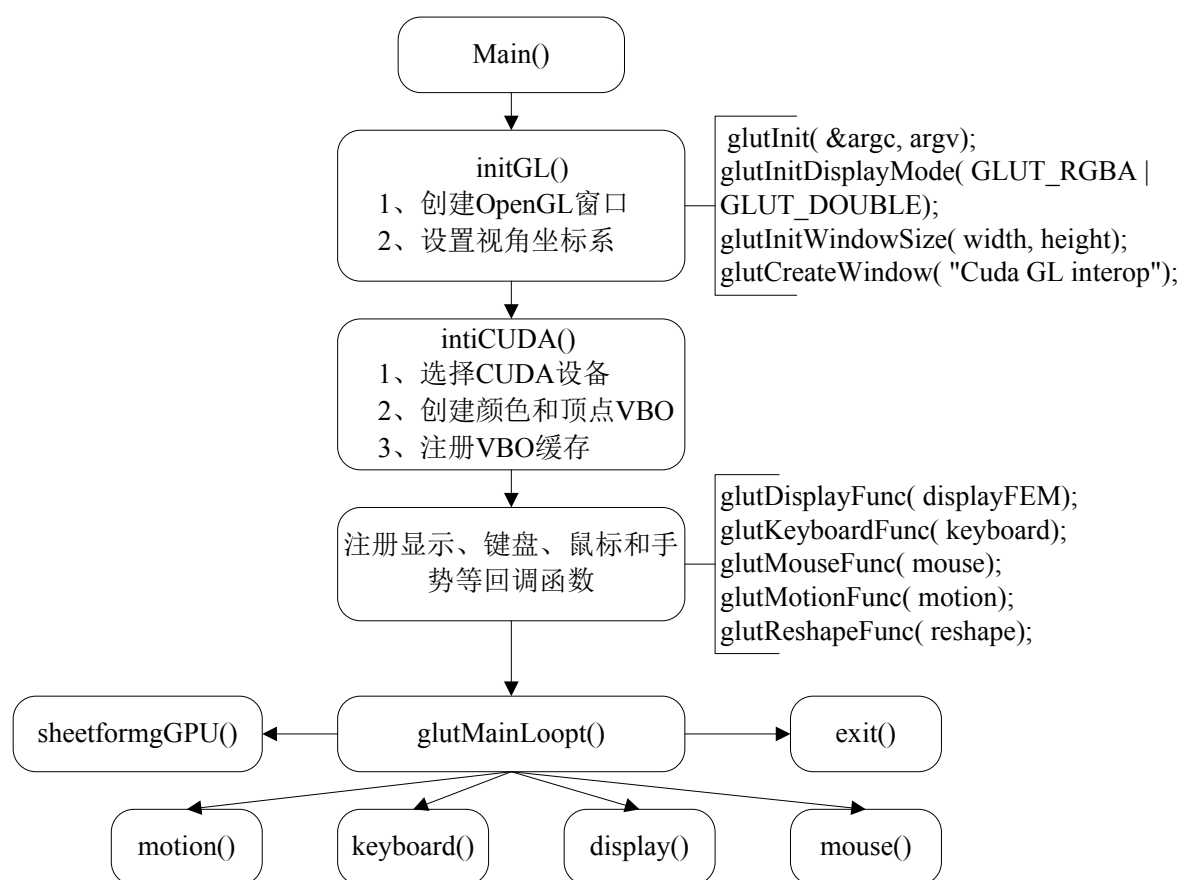 Main()
initGL()
1、创建OpenGL窗口
2、设置视角坐标系
glutInit( &argc, argv);
glutInitDisplayMode( GLUT_RGBA |
GLUT_DOUBLE);
glutInitWindowSize( width, height);
glutCreateWindow( "Cuda GL interop");
intiCUDA()
1、选择CUDA设备
2、创建颜色和顶点VBO
3、注册VBO缓存
注册显示、键盘、鼠标和手
势等回调函数
glutDisplayFunc( displayFEM);
glutKeyboardFunc( keyboard);
glutMouseFunc( mouse);
glutMotionFunc( motion);
glutReshapeFunc( reshape);
sheetformgGPU()
glutMainLoopt()
exit()
motion()
keyboard()
display()
mouse()